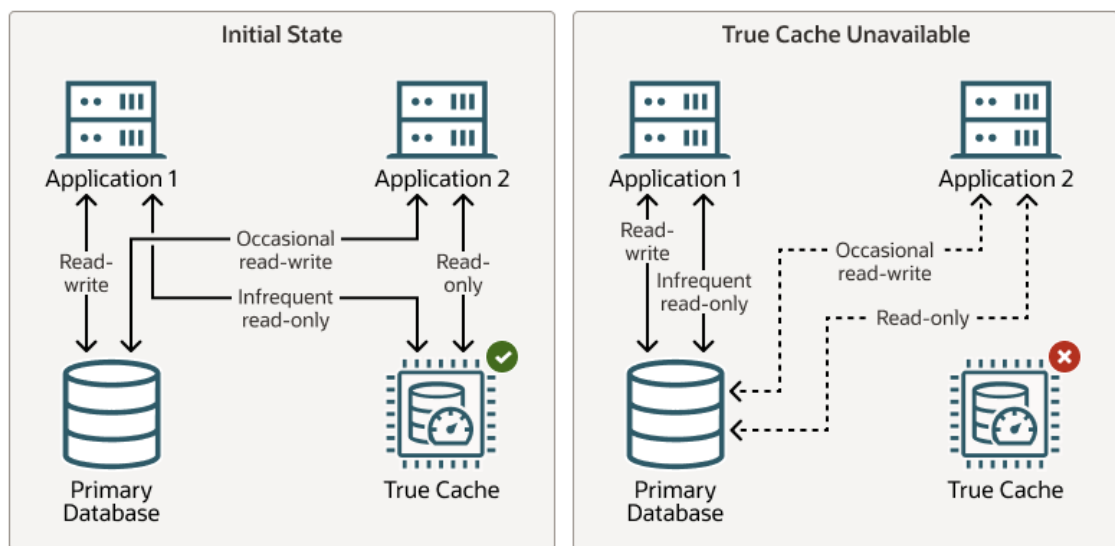 Initial State
Application 1
Application 2
Occasional
read-write
Read-
write
Read-
only
Infrequent
read-only
Primary
Database
True Cache
True Cache Unavailable
Application 1
Application 2
Read-
write
Occasional
read-write
Infrequent
read-only
Read-only
Primary
Database
True Cache